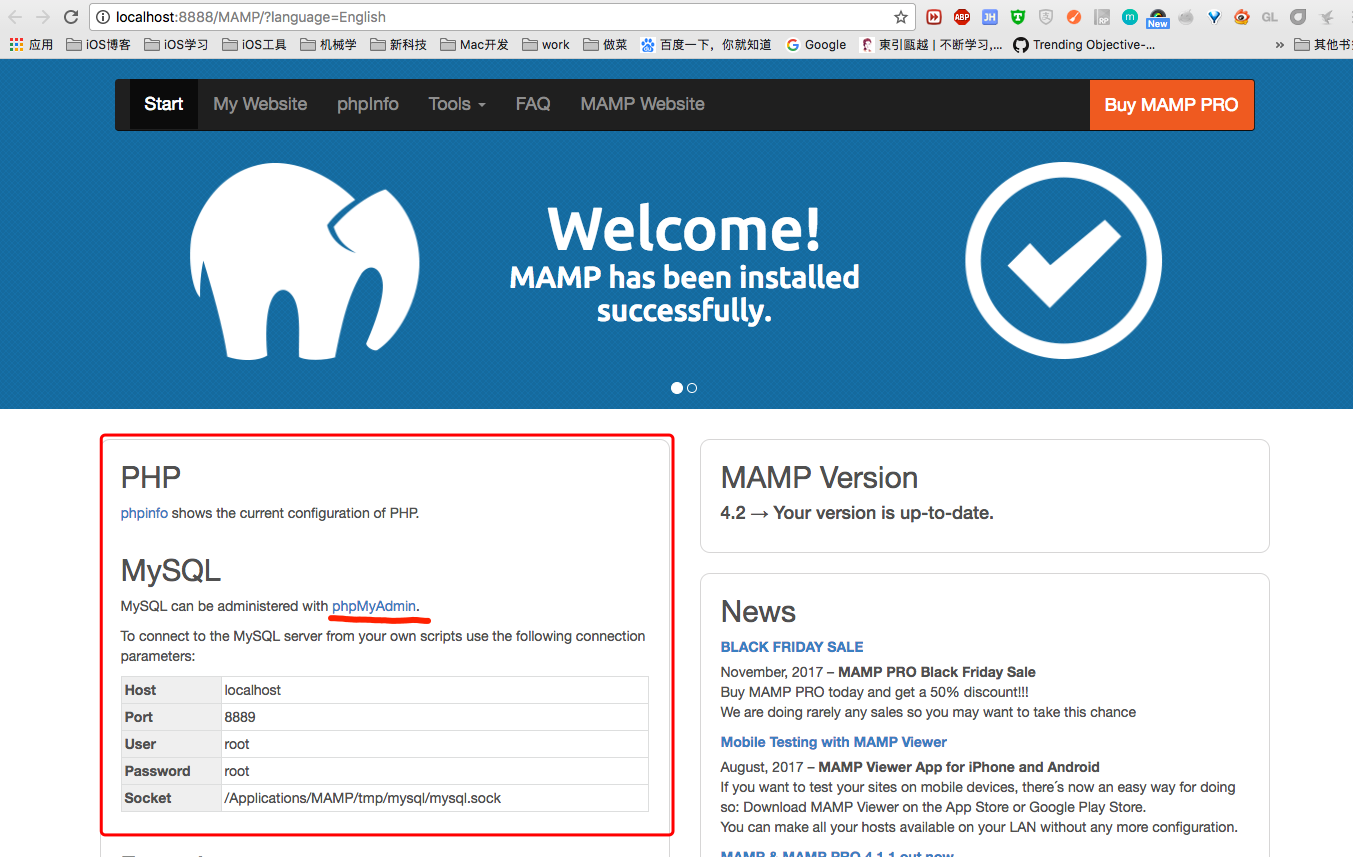 localhost:8888/MAMP/?language=English
ABP
JH
T
RP
m
New
GL
应用
iOS博客
iOS学习
iOS工具
机械学
新科技
Mac开发
work
做菜
百度一下，你就知道
Google
東引甌越 | 不断学习,...
Trending Objective-...
»
其他书
Start
My Website
phpInfo
Tools
FAQ
MAMP Website
Buy MAMP PRO
Welcome!
MAMP has been installed
successfully.
PHP
phpinfo shows the current configuration of PHP.
MySQL
MySQL can be administered with phpMyAdmin.
To connect to the MySQL server from your own scripts use the following connection
parameters:
Host localhost
Port 8889
User root
Password root
Socket /Applications/MAMP/tmp/mysql/mysql.sock
MAMP Version
4.2 → Your version is up-to-date.
News
BLACK FRIDAY SALE
November, 2017 – MAMP PRO Black Friday Sale
Buy MAMP PRO today and get a 50% discount!!!
We are doing rarely any sales so you may want to take this chance
Mobile Testing with MAMP Viewer
August, 2017 – MAMP Viewer App for iPhone and Android
If you want to test your sites on mobile devices, there´s now an easy way for doing
so: Download MAMP Viewer on the App Store or Google Play Store.
You can make all your hosts available on your LAN without any more configuration.
MAMP & MAMP PRO 4.1.1 out now